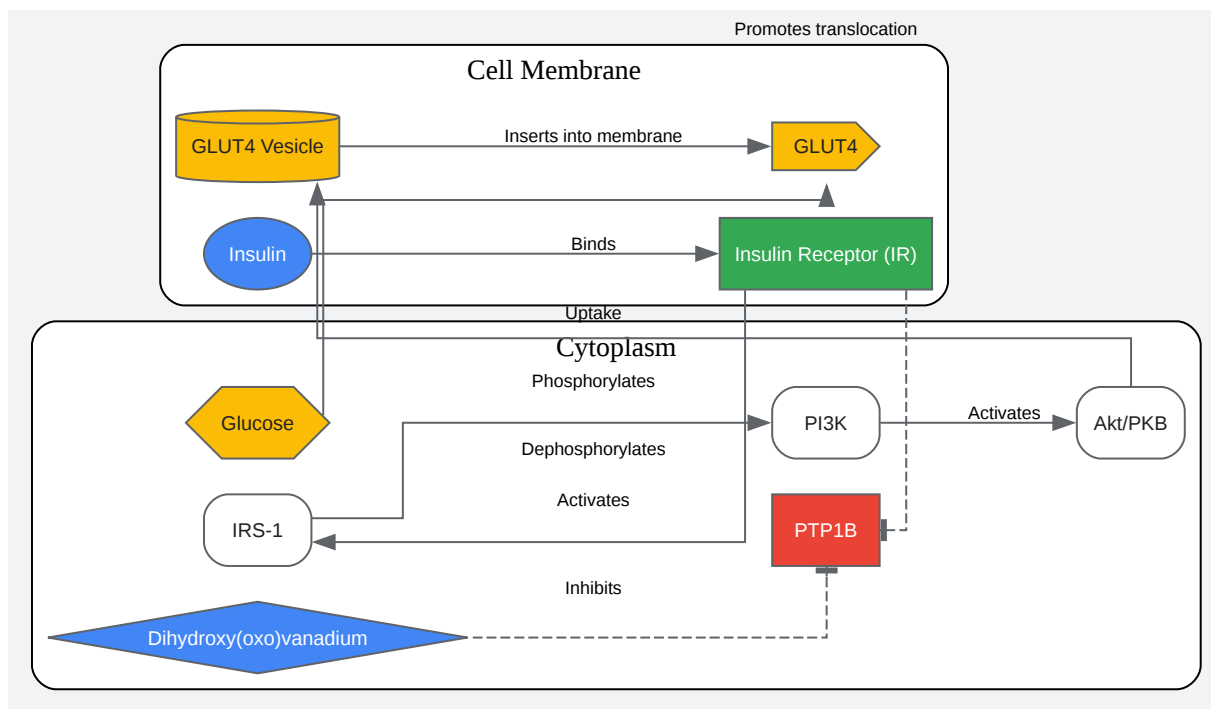 Promotes translocation
Cell Membrane
GLUT4 Vesicle
Inserts into membrane
GLUT4
Insulin
Binds
Insulin Receptor (IR)
Uptake
Cytoplasm
Phosphorylates
Glucose
PI3K
Activates
Akt/PKB
Dephosphorylates
Activates
IRS-1
PTP1B
Inhibits
Dihydroxy(oxo)vanadium